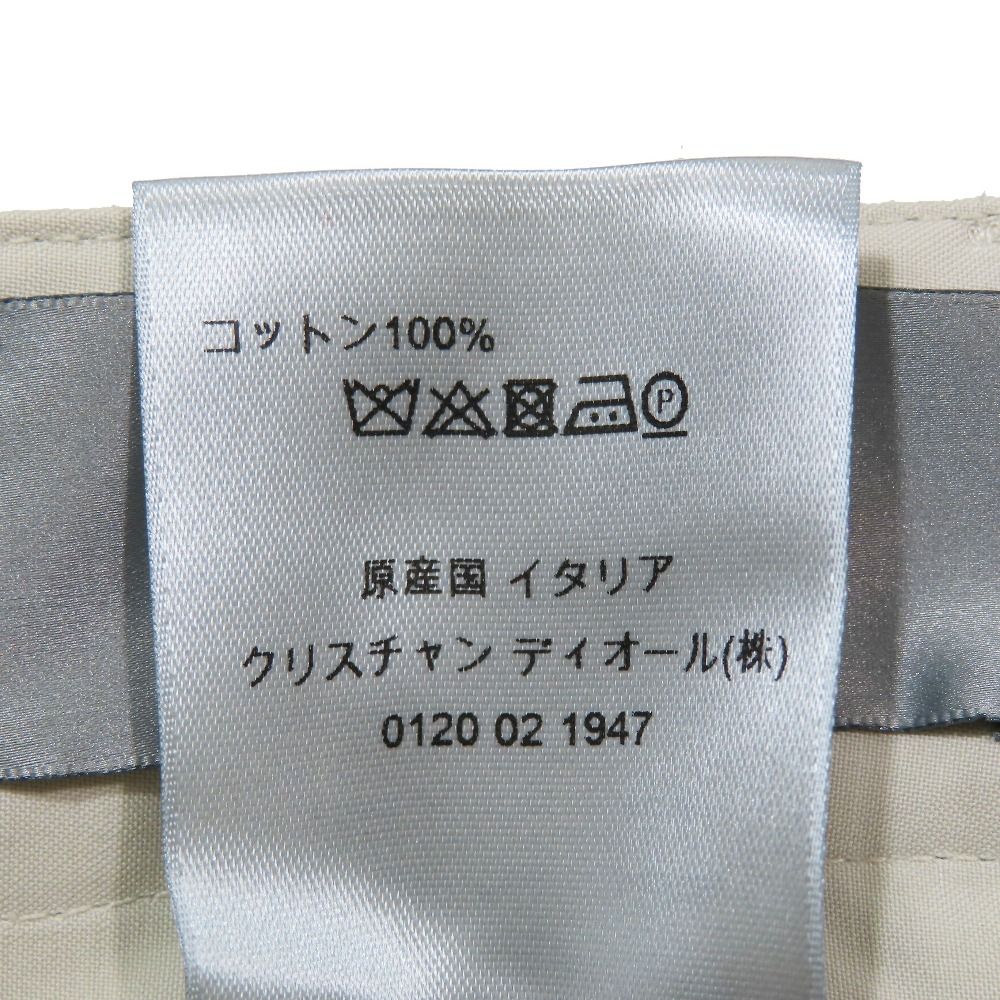 コットン100%
P
原産国 イタリア
クリスチャン ディオール(株)
0120 02 1947